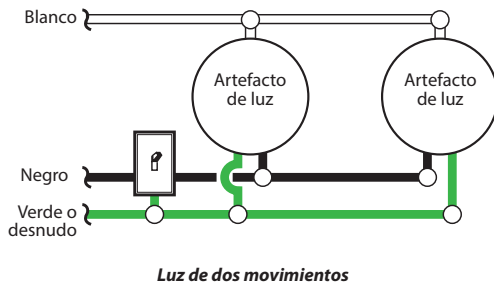 Blanco
Artefacto
de luz
Artefacto
de luz
Negro
Verde o
desnudo
Luz de dos movimientos